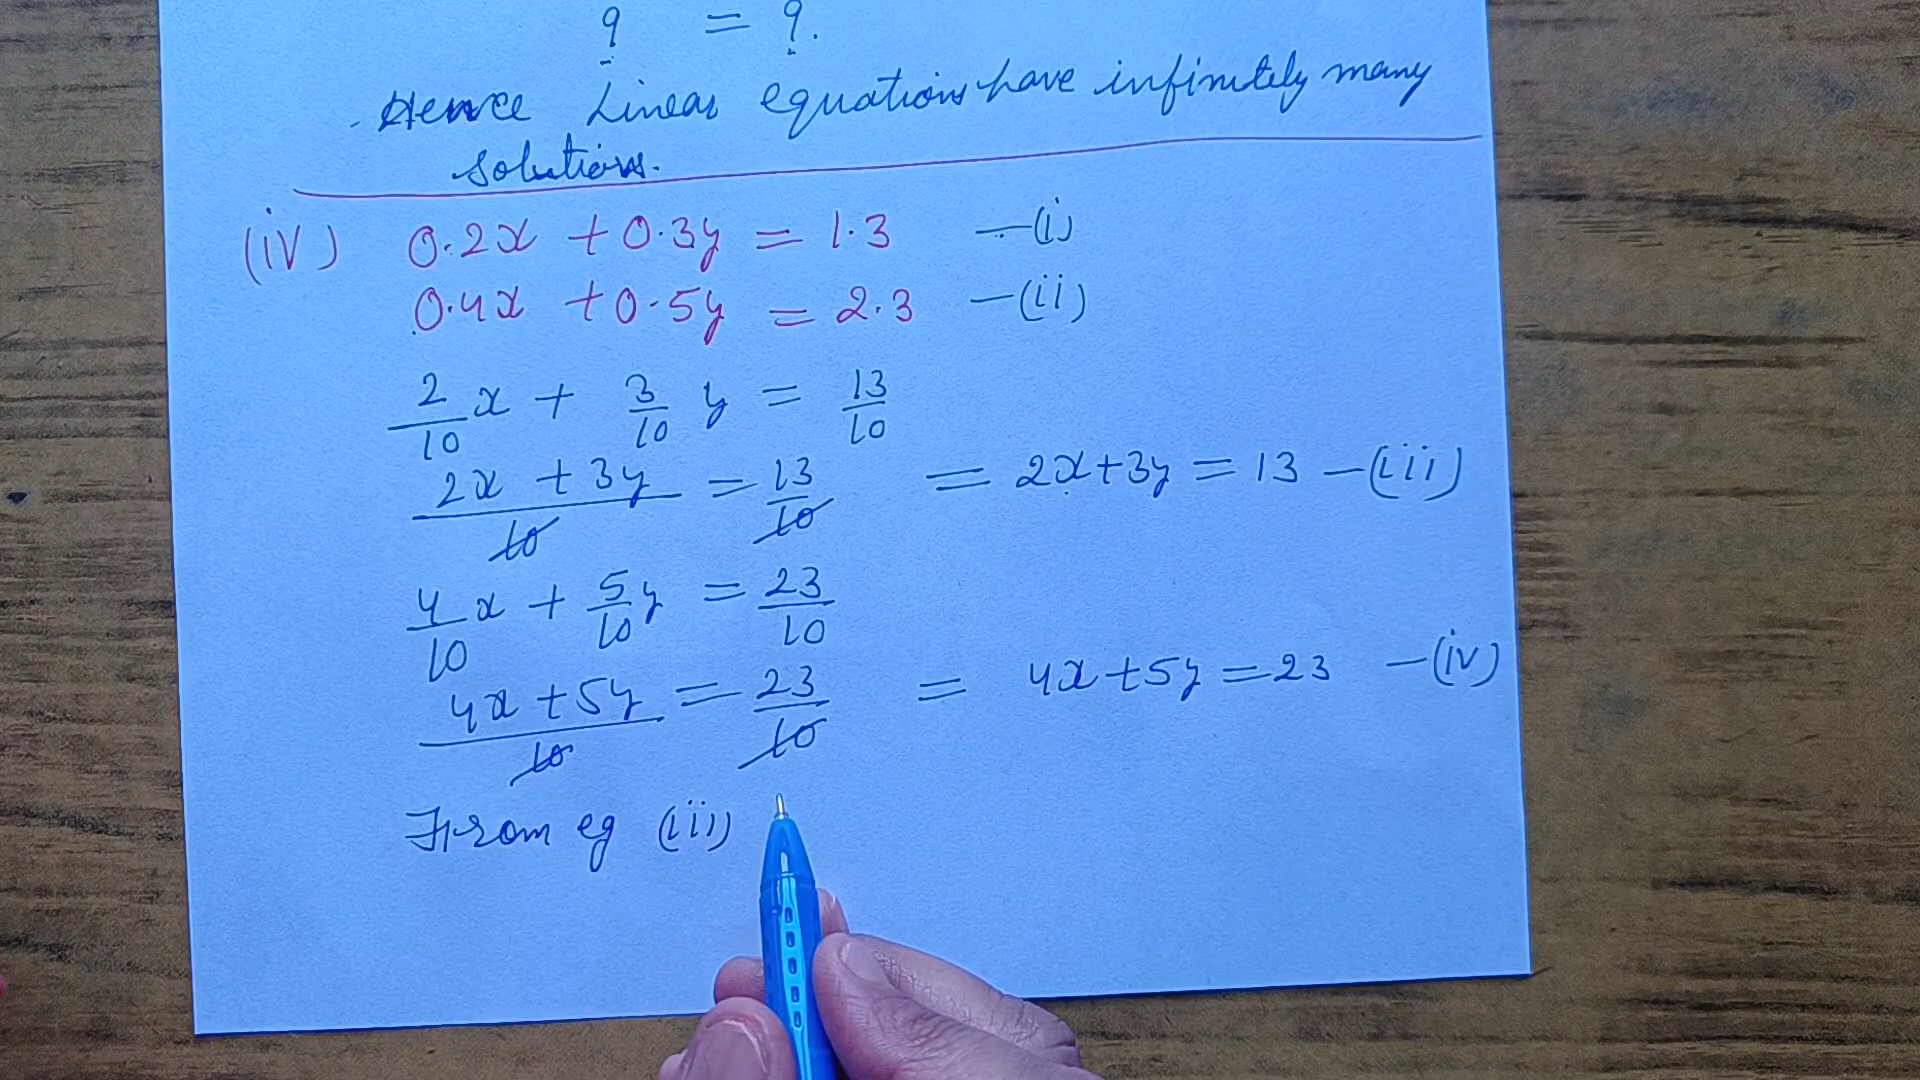 9 = 9.
Hence Linear equations have infinitely many
solutions.
(iv) 0.2x + 0.3y = 1.3 —(i)
0.4x + 0.5y = 2.3 —(ii)
2/10 x + 3/10 y = 13/10
2x + 3y/10 = 13/10 = 2x+3y = 13 —(iii)
4/10 x + 5/10 y = 23/10
4x + 5y/10 = 23/10 = 4x+5y = 23 —(iv)
From eq (iii)